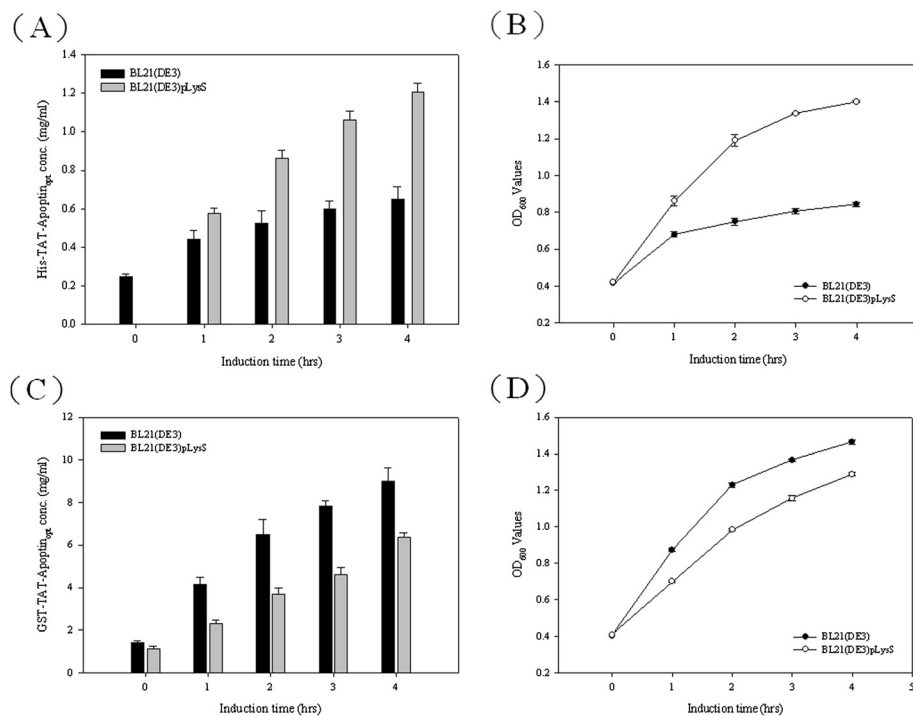 (A)
His-TAT-Apoptin_opt conc. (mg/ml)
1.4
1.2
1.0
0.8
0.6
0.4
0.2
0.0
BL21(DE3)
BL21(DE3)pLysS
0 1 2 3 4
Induction time (hrs)
(B)
OD600 Values
1.6
1.4
1.2
1.0
0.8
0.6
0.4
0.2
BL21(DE3)
BL21(DE3)pLysS
0 1 2 3 4
Induction time (hrs)
(C)
GST-TAT-Apoptin_opt conc. (mg/ml)
12
10
8
6
4
2
0
BL21(DE3)
BL21(DE3)pLysS
0 1 2 3 4
Induction time (hrs)
(D)
OD600 Values
1.6
1.4
1.2
1.0
0.8
0.6
0.4
0.2
BL21(DE3)
BL21(DE3)pLysS
0 1 2 3 4 5
Induction time (hrs)